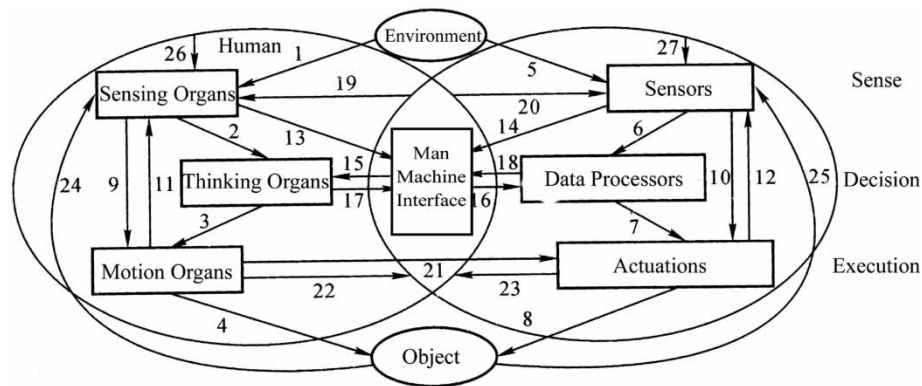 Environment
26
Human
1
27
5
Sense
Sensing Organs
19
20
Sensors
2
13
14
6
Man
Machine
Interface
15
18
Thinking Organs
Data Processors
Decision
24
9
11
17
16
10
12
25
3
7
Motion Organs
21
Actuations
Execution
22
23
4
8
Object